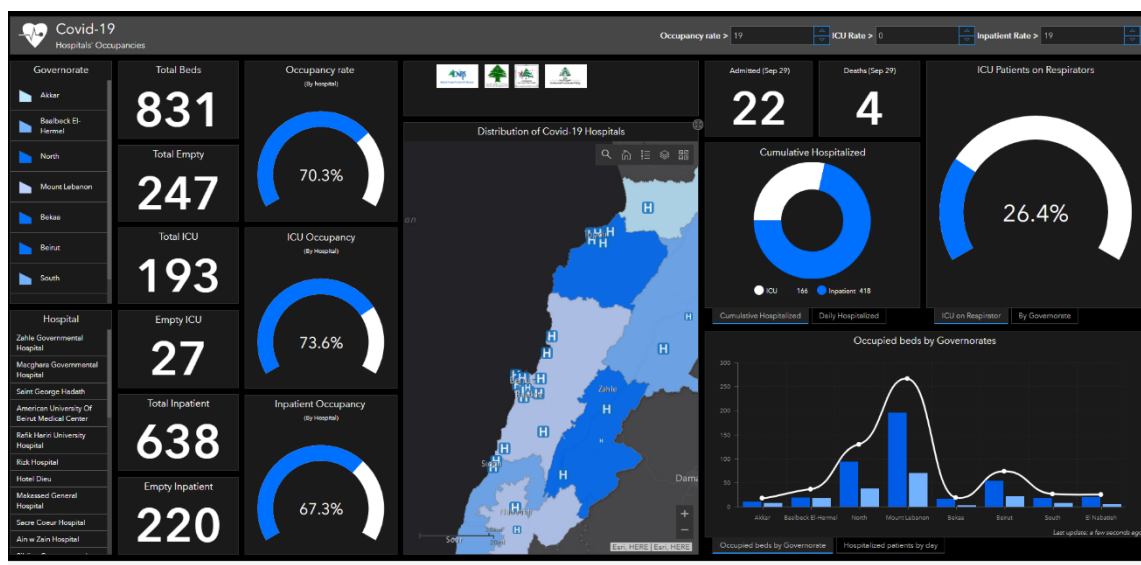 Covid-19
Hospitals' Occupancies
Occupancy rate > 19
ICU Rate > 0
Inpatient Rate > 19
Governorate
Akkar
Baalbeck El-
Hermel
North
Mount Lebanon
Bekaa
Beirut
South
Hospital
Zahle Governmental
Hospital
Macghara Governmental
Hospital
Saint George Hadath
American University Of
Beirut Medical Center
Rafik Hariri University
Hospital
Rizk Hospital
Hotel Dieu
Makassed General
Hospital
Sacre Coeur Hospital
Ain w Zain Hospital
Total Beds
831
Total Empty
247
Total ICU
193
Empty ICU
27
Total Inpatient
638
Empty Inpatient
220
Occupancy rate
(By hospital)
70.3%
ICU Occupancy
(By Hospital)
73.6%
Inpatient Occupancy
(By Hospital)
67.3%
CNRS
Distribution of Covid-19 Hospitals
an
H
Zahle
Dama
20ml
Esri, HERE | Esri, HERE
Admitted (Sep 29)
22
Deaths (Sep 29)
4
Cumulative Hospitalized
ICU 166 Inpatient 418
Cumulative Hospitalized
Daily Hospitalized
ICU Patients on Respirators
26.4%
ICU on Respirator
By Governorate
Occupied beds by Governorates
300
250
200
150
100
50
0
Akkar Baalbeck El-Hermel North Mount Lebanon Bekaa Beirut South El Nabatieh
Last update: a few seconds ago
Occupied beds by Governorate
Hospitalized patients by day